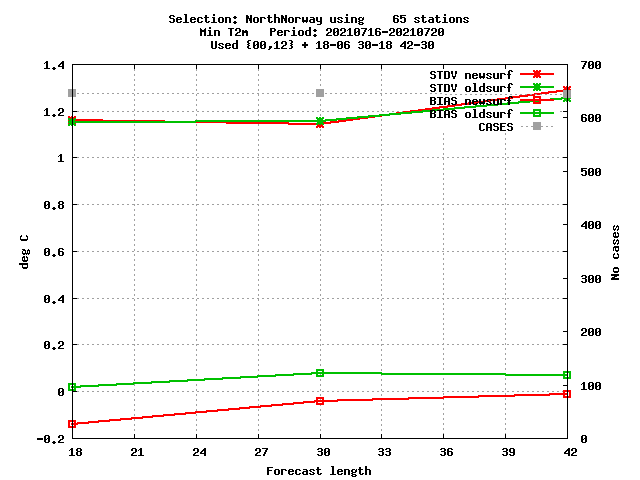 Selection: NorthNorway using    65 stations
Min T2m   Period: 20210716-20210720
Used {00,12} + 18-06 30-18 42-30
1.4
1.2
1
0.8
0.6
0.4
0.2
0
-0.2
deg C
700
600
500
400
300
200
100
0
No cases
STDV newsurf
STDV oldsurf
BIAS newsurf
BIAS oldsurf
CASES
18 21 24 27 30 33 36 39 42
Forecast length